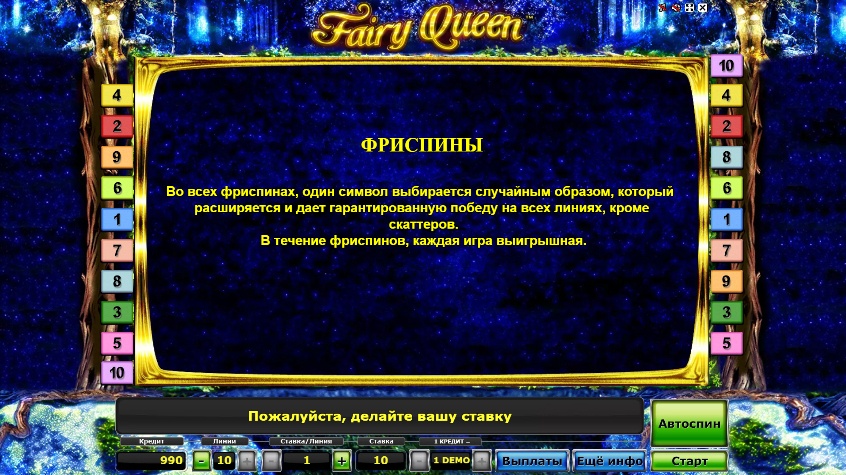 Fairy Queen™
10
4 4
2 2
9 8
6 6
1 1
7 7
8 9
3 3
5 5
10
ФРИСПИНЫ
Во всех фриспинах, один символ выбирается случайным образом, который
расширяется и дает гарантированную победу на всех линиях, кроме
скаттеров.
В течение фриспинов, каждая игра выигрышная.
Пожалуйста, делайте вашу ставку
Автоспин
Кредит Линии Ставка/Линия Ставка 1 КРЕДИТ =
990 - 10 + - 1 + 10 - 1 DEMO + Выплаты Ещё инфо Старт